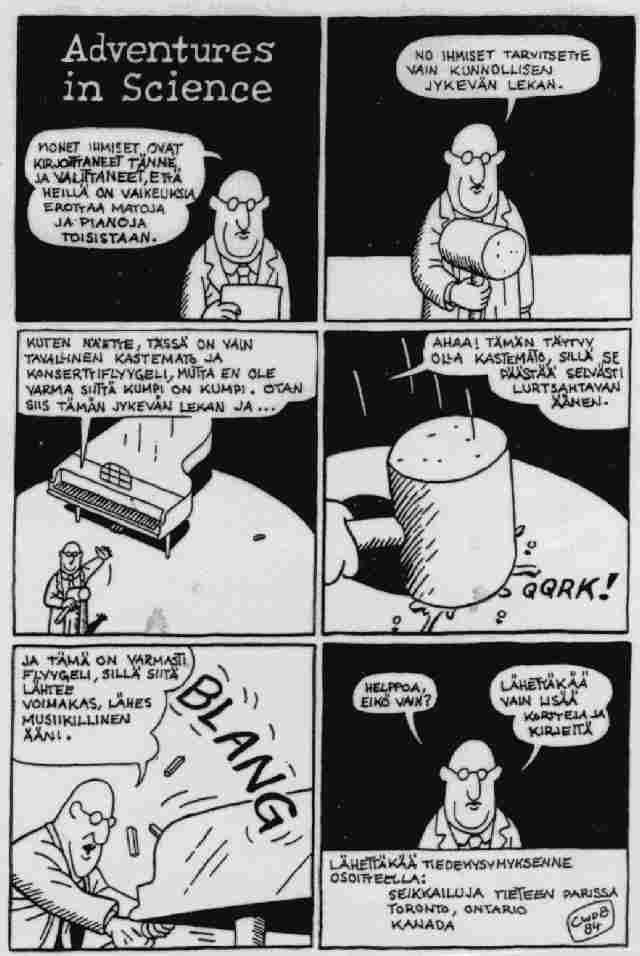 Adventures
in Science
MONET IHMISET OVAT
KIRJOITTANEET TÄNNE
JA VALITTANEET, ETTÄ
HEILLÄ ON VAIKEUKSIA
EROTTAA MATOJA
JA PIANOJA
TOISISTAAN.
NO IHMISET TARVITSETTE
VAIN KUNNOLLISEN
JYKEVÄN LEKAN.
KUTEN NÄETTE, TÄSSÄ ON VAIN
TAVALLINEN KASTEMATO JA
KONSERTTIFLYYGELI, MUTTA EN OLE
VARMA SIITÄ KUMPI ON KUMPI. OTAN
SIIS TÄMÄN JYKEVÄN LEKAN JA...
AHAA! TÄMÄN TÄYTYY
OLLA KASTEMATO, SILLÄ SE
PÄÄSTÄÄ SELVÄSTI
LURTSAHTAVAN
ÄÄNEN.
QQRK!
JA TÄMÄ ON VARMASTI
FLYYGELI, SILLÄ SIITÄ
LÄHTEE
VOIMAKAS, LÄHES
MUSIIKILLINEN
ÄÄNI.
BLANG
HELPPOA,
EIKÖ VAIN?
LÄHETTÄKÄÄ
VAIN LISÄÄ
KORTTEJA JA
KIRJEITÄ
LÄHETTÄKÄÄ TIEDEKYSYMYKSENNE
OSOITTEELLA:
SEIKKAILUJA TIETEEN PARISSA
TORONTO, ONTARIO
KANADA
CWDB
84